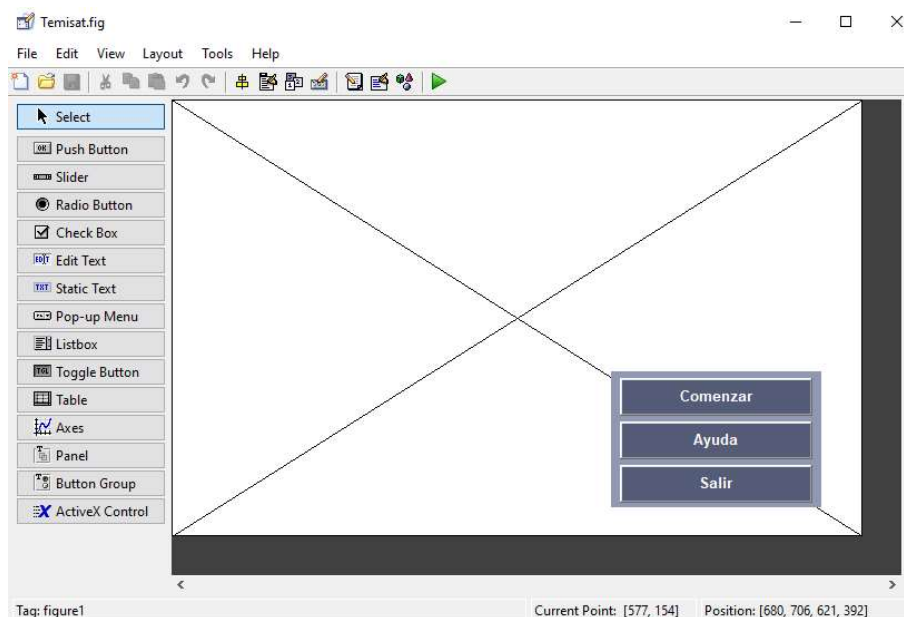 Temisat.fig
File Edit View Layout Tools Help
Select
Push Button
Slider
Radio Button
Check Box
Edit Text
Static Text
Pop-up Menu
Listbox
Toggle Button
Table
Axes
Panel
Button Group
ActiveX Control
Comenzar
Ayuda
Salir
Tag: figure1 Current Point: [577, 154] Position: [680, 706, 621, 392]